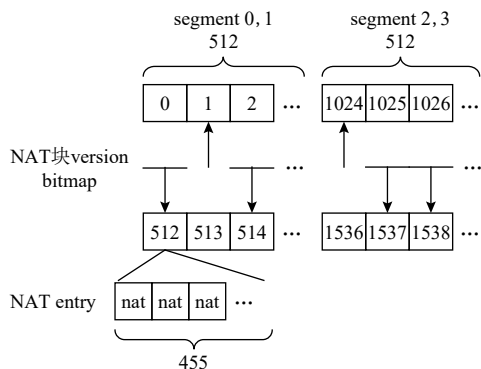 segment 0, 1
512
segment 2, 3
512
0 1 2 ...
1024 1025 1026 ...
NAT块version
bitmap
... ...
512 513 514 ...
1536 1537 1538 ...
NAT entry
nat nat nat ...
455